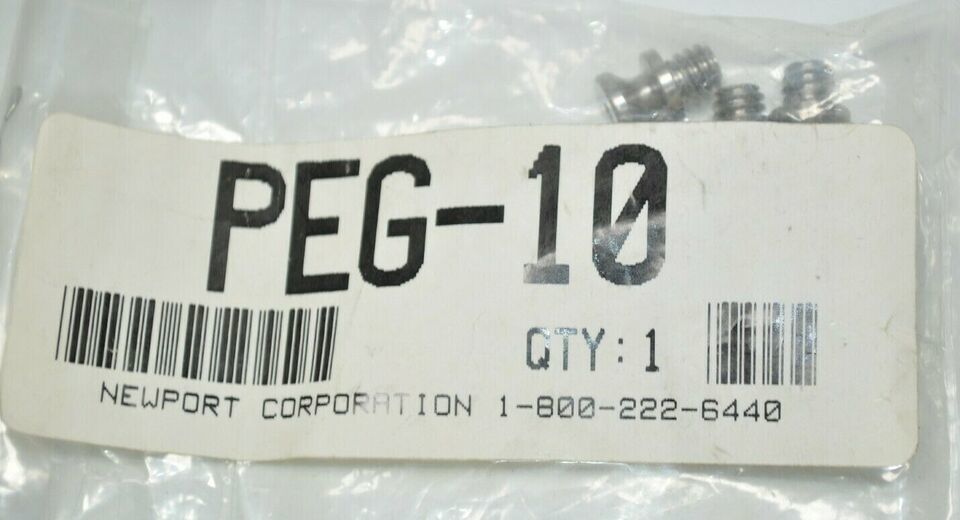 PEG-10
QTY: 1
NEWPORT CORPORATION 1-800-222-6440